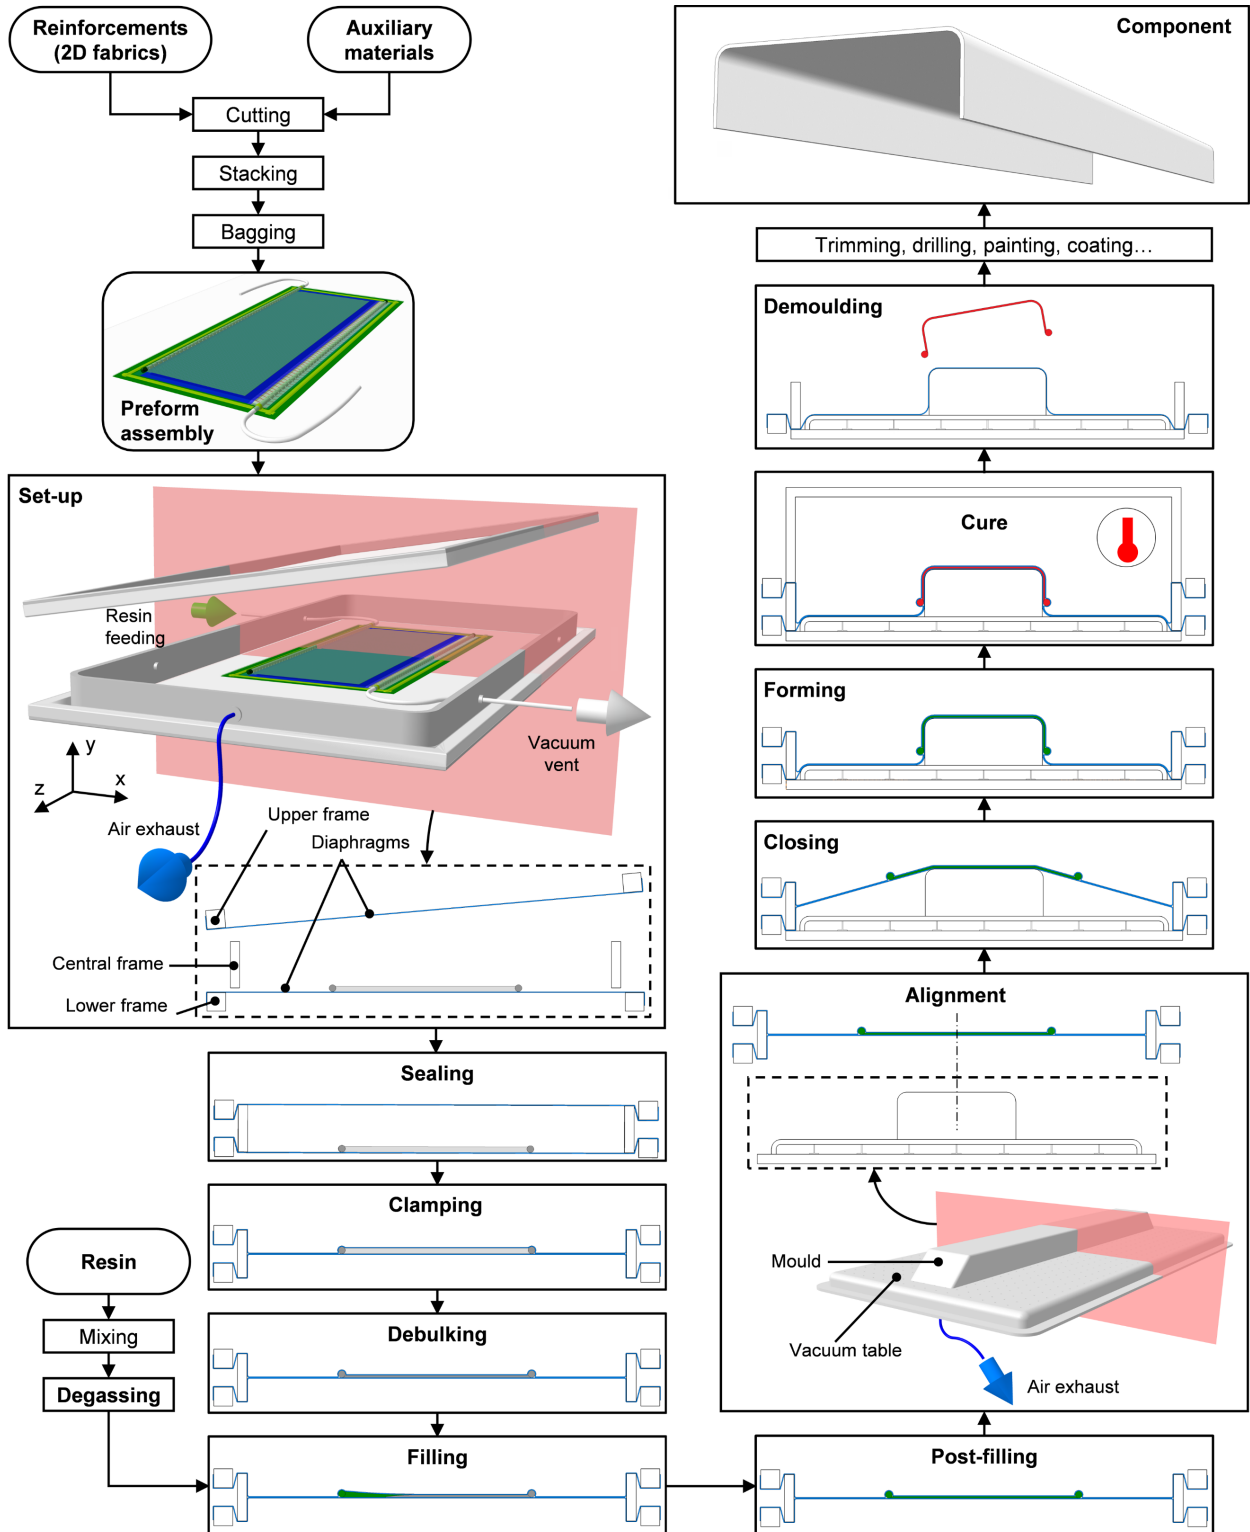 Reinforcements
(2D fabrics)
Auxiliary
materials
Cutting
Stacking
Bagging
Preform
assembly
Set-up
Resin
feeding
Vacuum
vent
y
x
z
Air exhaust
Upper frame
Diaphragms
Central frame
Lower frame
Sealing
Clamping
Debulking
Resin
Mixing
Degassing
Filling
Post-filling
Alignment
Mould
Vacuum table
Air exhaust
Closing
Forming
Cure
Demoulding
Trimming, drilling, painting, coating…
Component